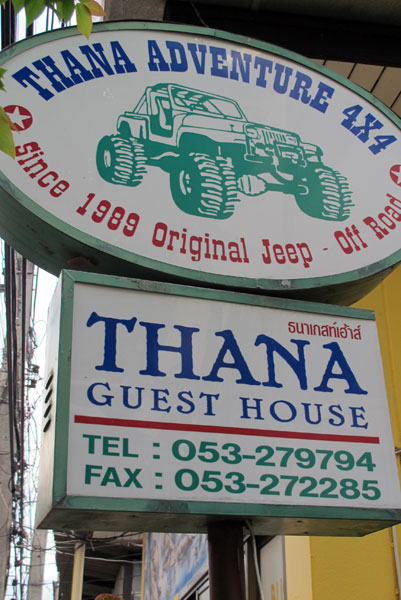 THANA ADVENTURE 4X4
Since 1989 Original Jeep - Off Road
ธนาเกสท์เฮ้าส์
THANA
GUEST HOUSE
TEL : 053-279794
FAX : 053-272285